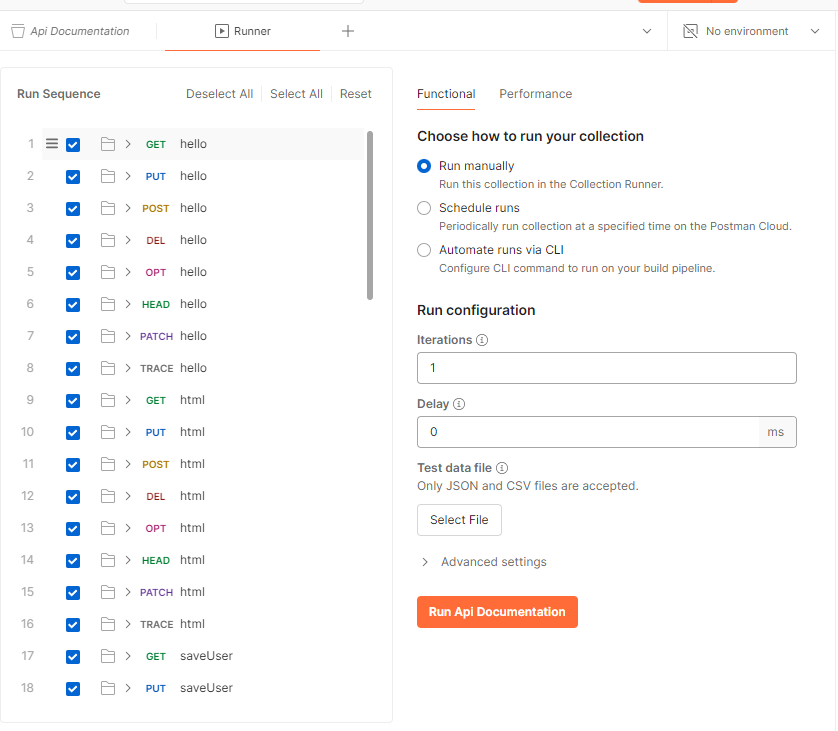 Api Documentation
Runner
No environment
Run Sequence
Deselect All
Select All
Reset
1 GET hello
2 PUT hello
3 POST hello
4 DEL hello
5 OPT hello
6 HEAD hello
7 PATCH hello
8 TRACE hello
9 GET html
10 PUT html
11 POST html
12 DEL html
13 OPT html
14 HEAD html
15 PATCH html
16 TRACE html
17 GET saveUser
18 PUT saveUser
Functional
Performance
Choose how to run your collection
Run manually
Run this collection in the Collection Runner.
Schedule runs
Periodically run collection at a specified time on the Postman Cloud.
Automate runs via CLI
Configure CLI command to run on your build pipeline.
Run configuration
Iterations
1
Delay
0 ms
Test data file
Only JSON and CSV files are accepted.
Select File
Advanced settings
Run Api Documentation